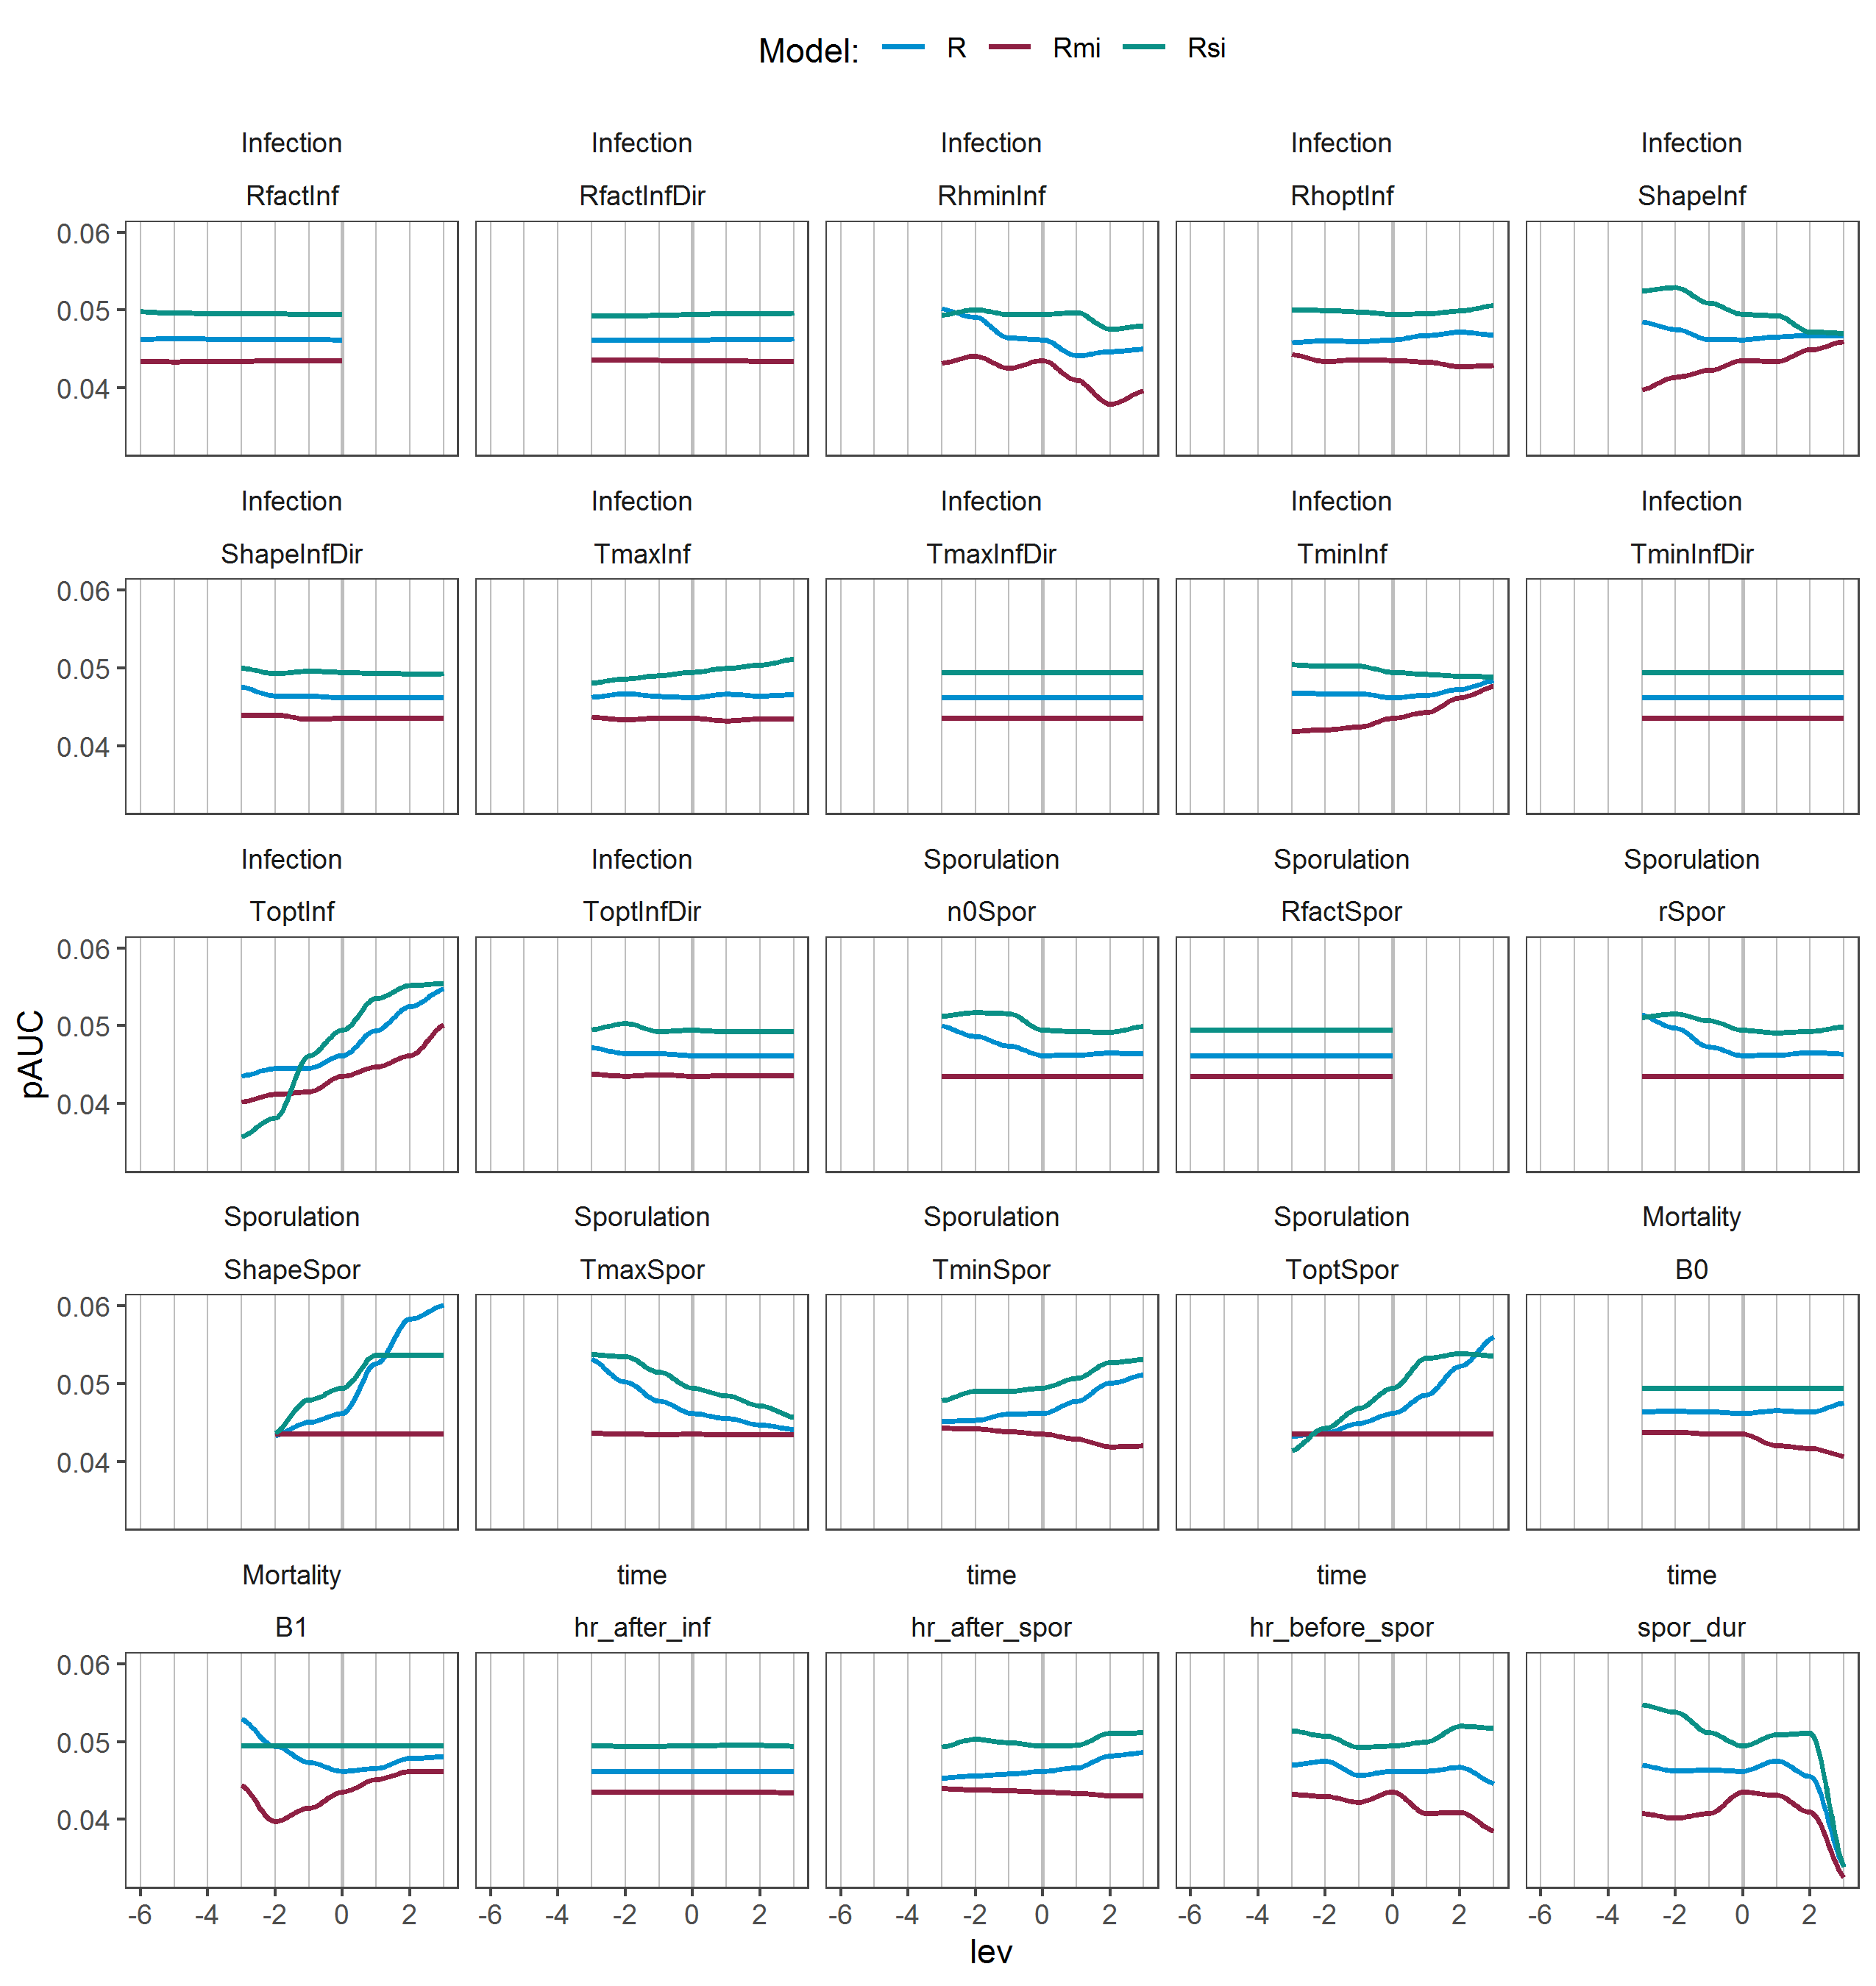 Model: R Rmi Rsi
Infection Infection Infection Infection Infection
RfactInf RfactInfDir RhminInf RhoptInf ShapeInf
0.06
0.05
0.04
Infection Infection Infection Infection Infection
ShapeInfDir TmaxInf TmaxInfDir TminInf TminInfDir
0.06
0.05
0.04
Infection Infection Sporulation Sporulation Sporulation
ToptInf ToptInfDir n0Spor RfactSpor rSpor
0.06
0.05
0.04
pAUC
Sporulation Sporulation Sporulation Sporulation Mortality
ShapeSpor TmaxSpor TminSpor ToptSpor B0
0.06
0.05
0.04
Mortality time time time time
B1 hr_after_inf hr_after_spor hr_before_spor spor_dur
0.06
0.05
0.04
-6 -4 -2 0 2 -6 -4 -2 0 2 -6 -4 -2 0 2 -6 -4 -2 0 2 -6 -4 -2 0 2
lev